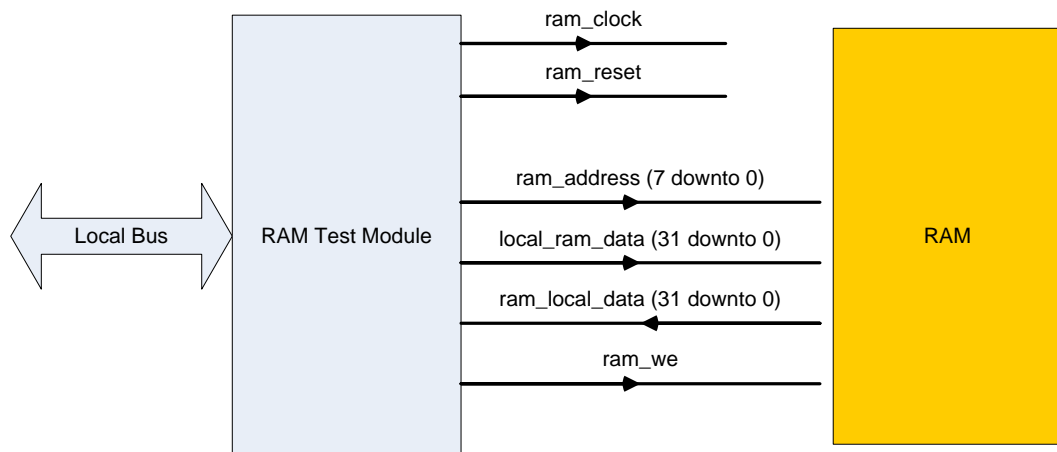 ram_clock
ram_reset
ram_address (7 downto 0)
Local Bus
RAM Test Module
local_ram_data (31 downto 0)
RAM
ram_local_data (31 downto 0)
ram_we